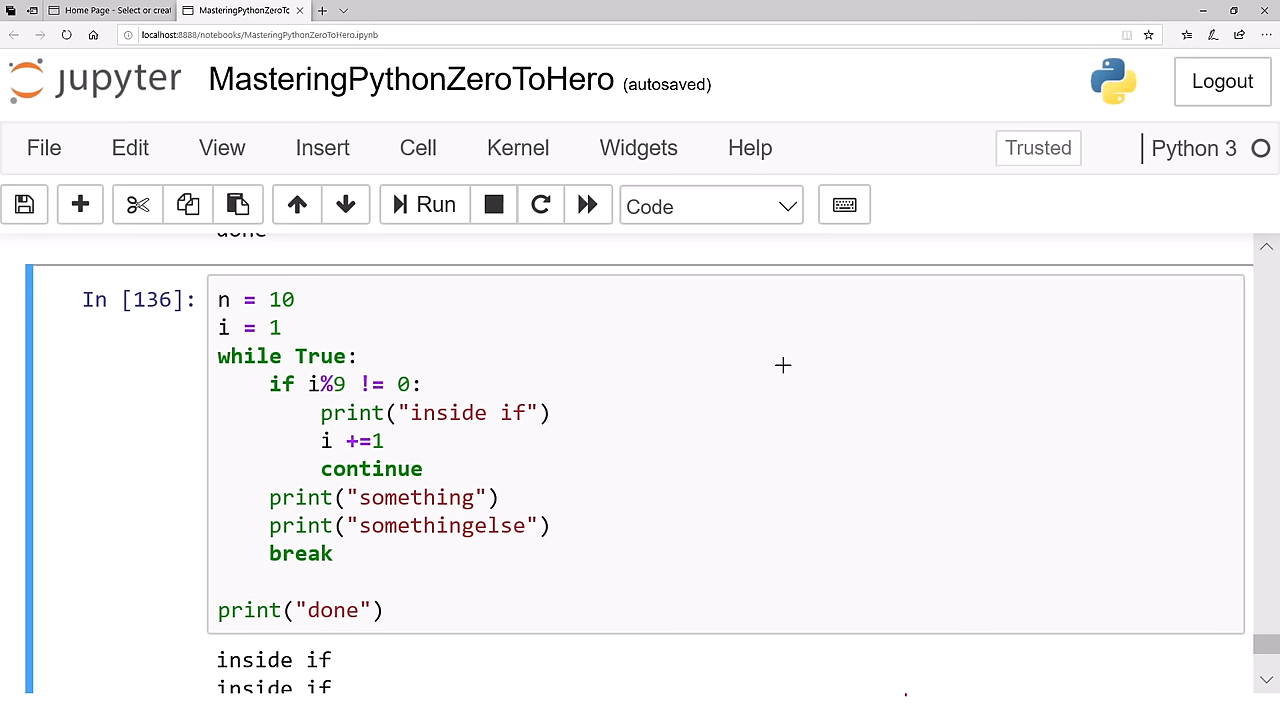 Home Page - Select or creat
MasteringPythonZeroTo
localhost:8888/notebooks/MasteringPythonZeroToHero.ipynb
jupyter MasteringPythonZeroToHero (autosaved)
Logout
File Edit View Insert Cell Kernel Widgets Help
Trusted
Python 3
Run
Code
done
In [136]:
n = 10
i = 1
while True:
    if i%9 != 0:
        print("inside if")
        i +=1
        continue
    print("something")
    print("somethingelse")
    break
print("done")
inside if
inside if